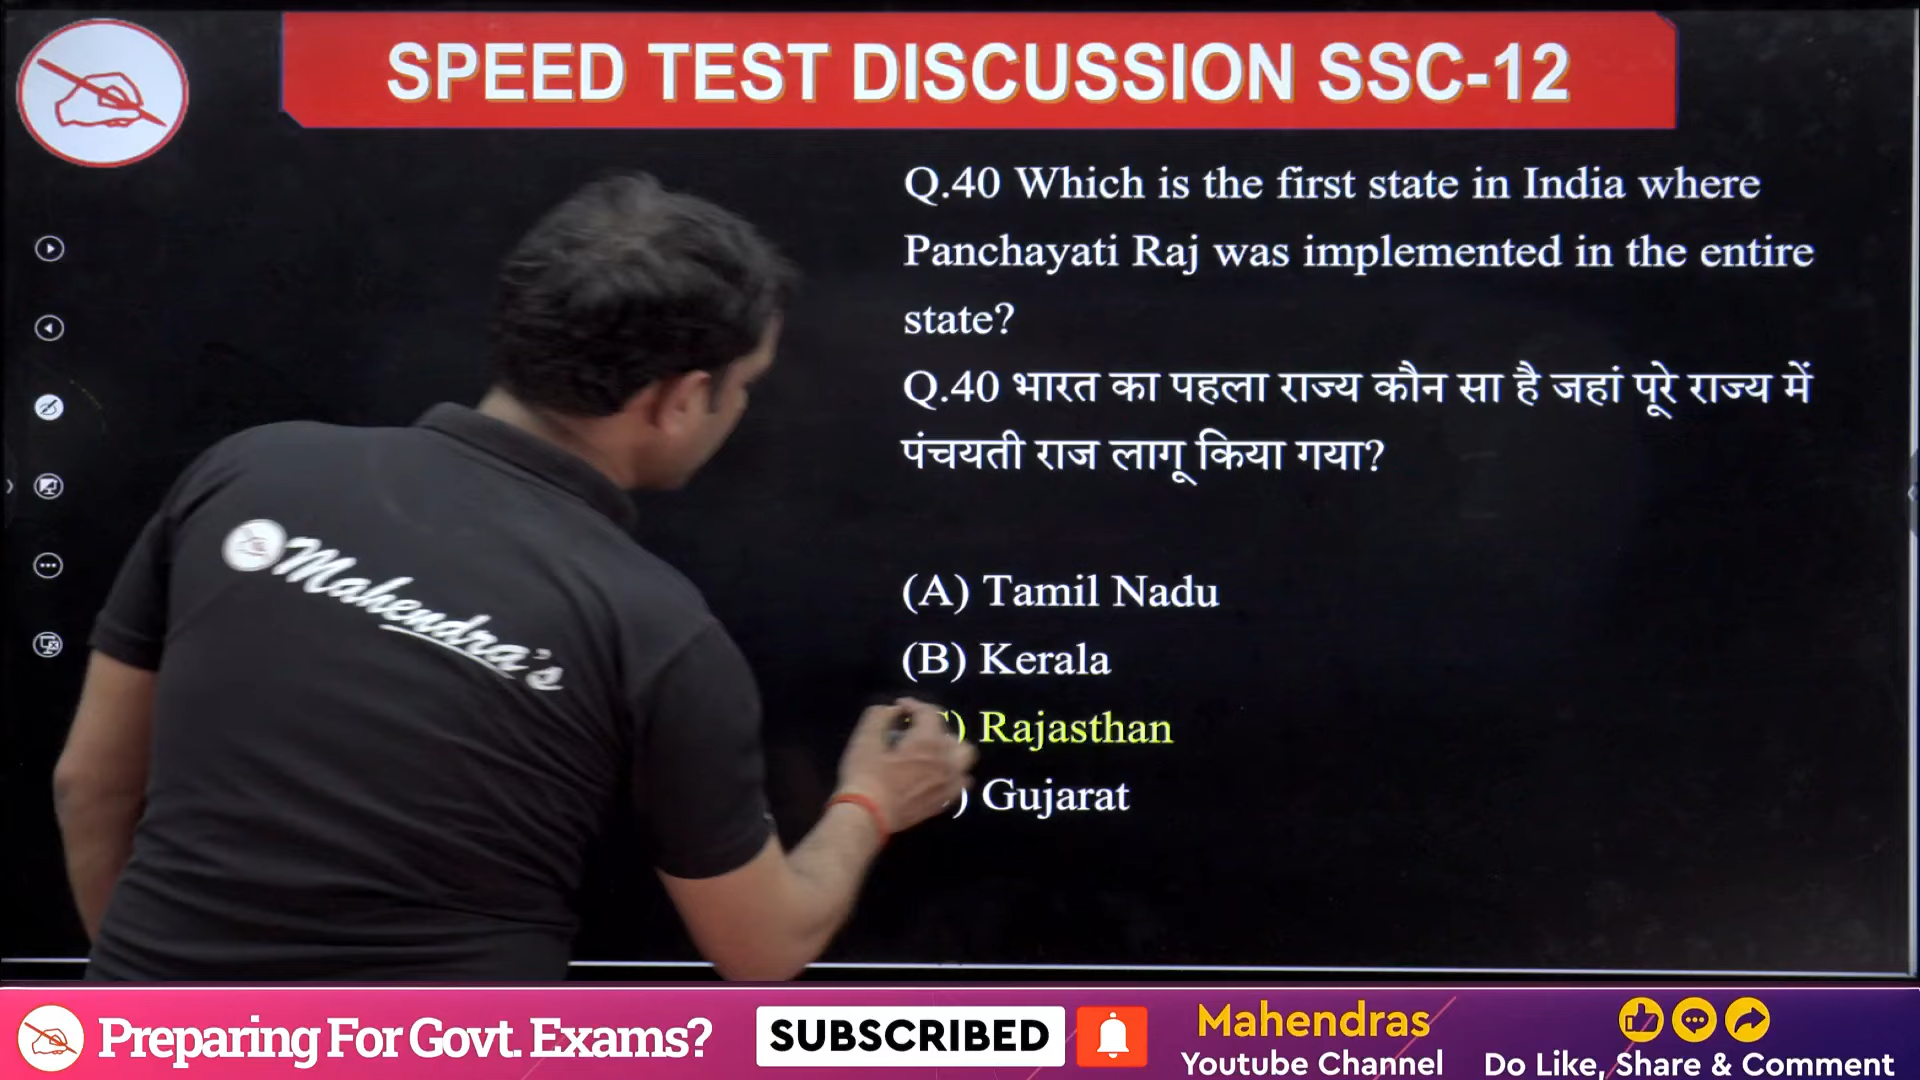 SPEED TEST DISCUSSION SSC-12
Q.40 Which is the first state in India where
Panchayati Raj was implemented in the entire
state?
Q.40 भारत का पहला राज्य कौन सा है जहां पूरे राज्य में
पंचयती राज लागू किया गया?
(A) Tamil Nadu
(B) Kerala
) Rajasthan
) Gujarat
Mahendra's
Preparing For Govt. Exams?
SUBSCRIBED
Mahendras
Youtube Channel
Do Like, Share & Comment